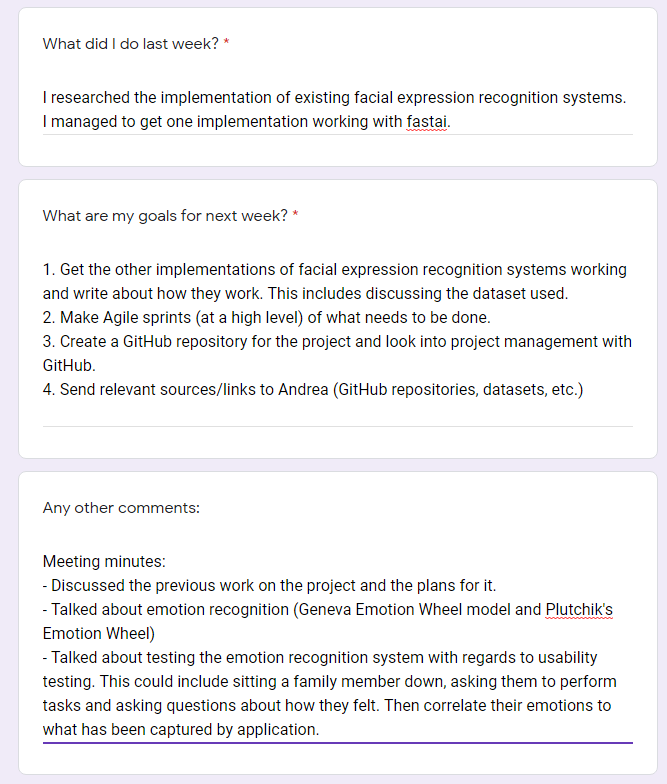 What did I do last week? *
I researched the implementation of existing facial expression recognition systems.
I managed to get one implementation working with fastai.
What are my goals for next week? *
1. Get the other implementations of facial expression recognition systems working
and write about how they work. This includes discussing the dataset used.
2. Make Agile sprints (at a high level) of what needs to be done.
3. Create a GitHub repository for the project and look into project management with
GitHub.
4. Send relevant sources/links to Andrea (GitHub repositories, datasets, etc.)
Any other comments:
Meeting minutes:
- Discussed the previous work on the project and the plans for it.
- Talked about emotion recognition (Geneva Emotion Wheel model and Plutchik's
Emotion Wheel)
- Talked about testing the emotion recognition system with regards to usability
testing. This could include sitting a family member down, asking them to perform
tasks and asking questions about how they felt. Then correlate their emotions to
what has been captured by application.